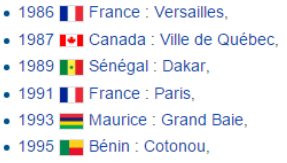 1986 France : Versailles,
1987 Canada : Ville de Québec,
1989 Sénégal : Dakar,
1991 France : Paris,
1993 Maurice : Grand Baie,
1995 Bénin : Cotonou,